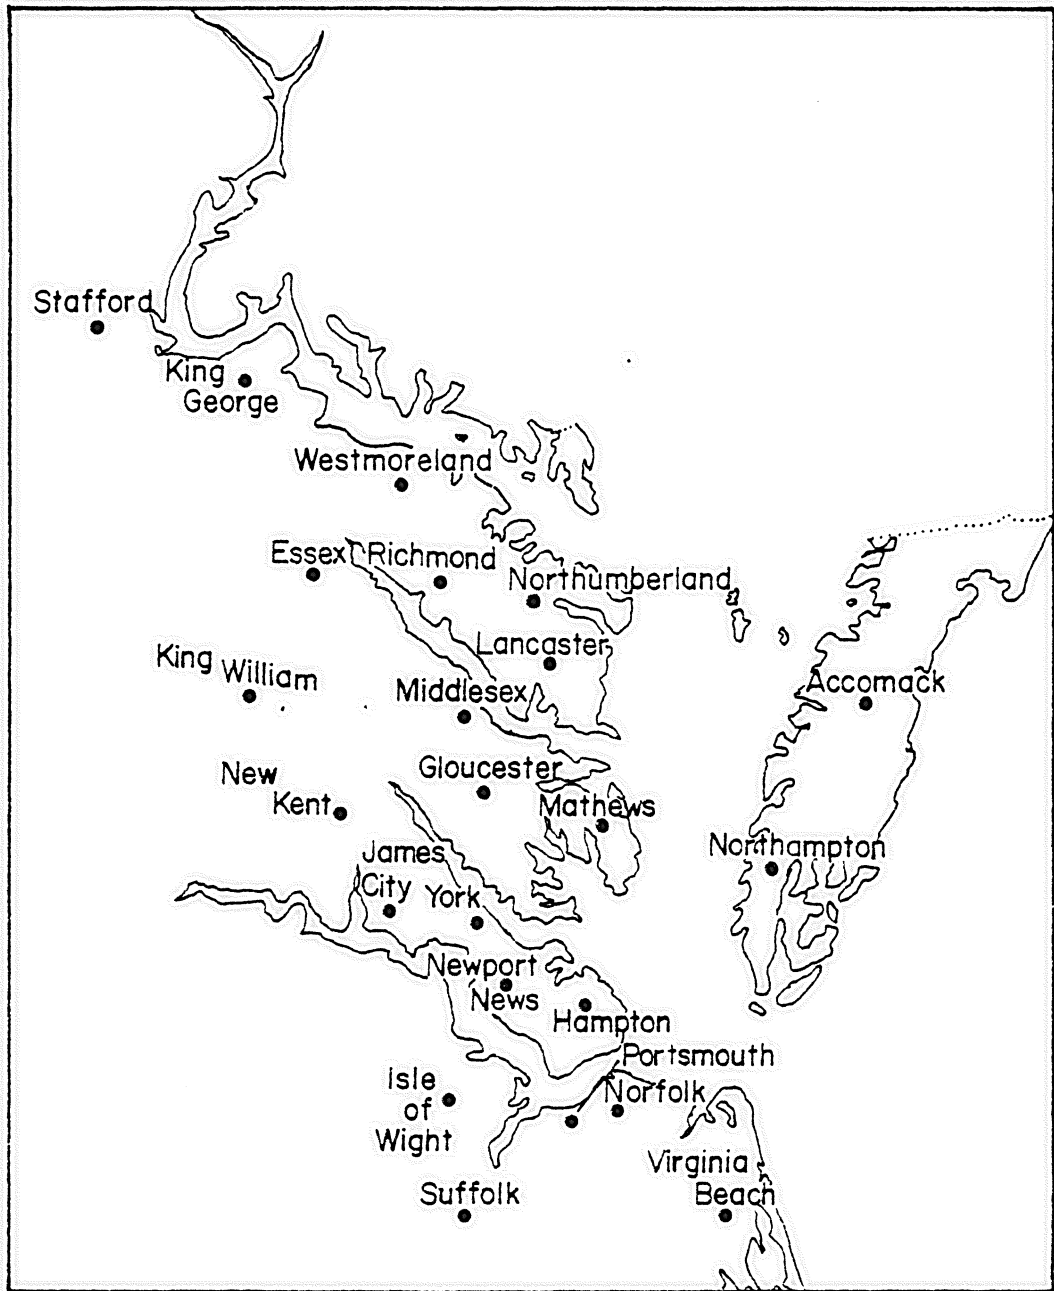 Stafford
King
George
Westmoreland
Essex
Richmond
Northumberland
Lancaster
King William
Middlesex
Accomack
New
Kent
Gloucester
Mathews
Northampton
James
City
York
Newport
News
Hampton
Portsmouth
Norfolk
Isle
of
Wight
Virginia
Beach
Suffolk